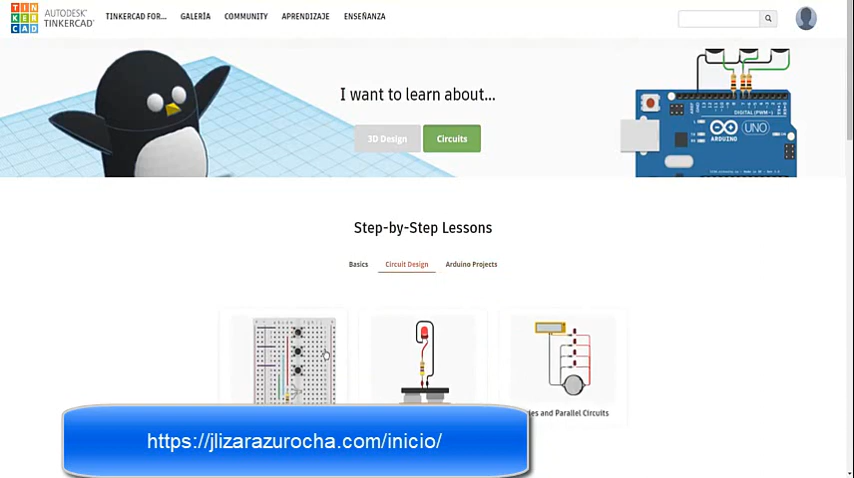 TIN
KER
CAD
AUTODESK®
TINKERCAD®
TINKERCAD FOR...
GALERÍA
COMMUNITY
APRENDIZAJE
ENSEÑANZA
I want to learn about...
3D Design
Circuits
DIGITAL (PWM~)
UNO
ARDUINO
Step-by-Step Lessons
Basics
Circuit Design
Arduino Projects
and Parallel Circuits
https://jlizarazurocha.com/inicio/